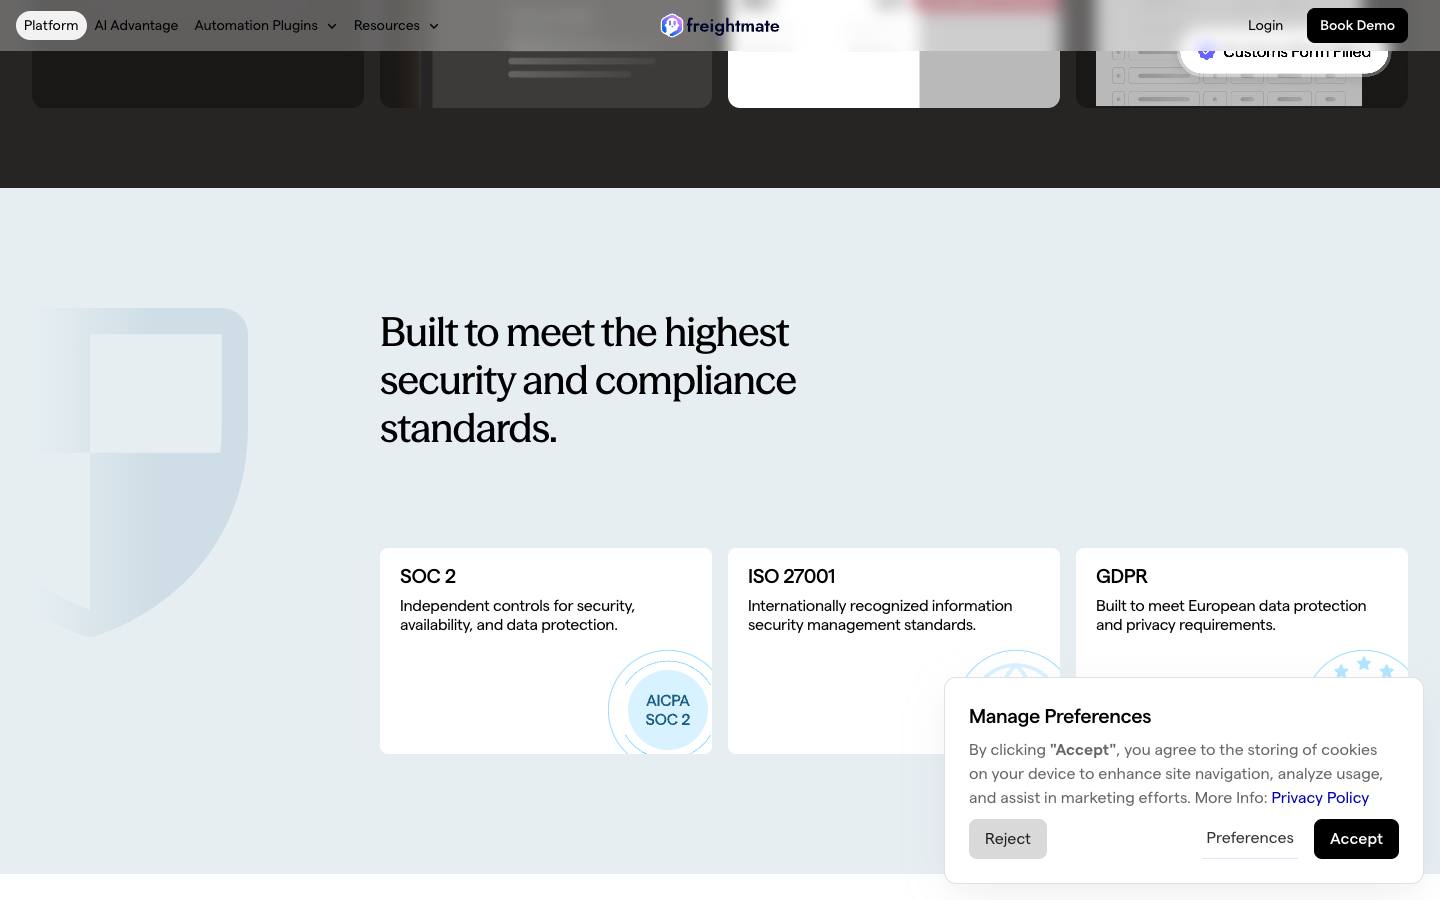 Platform
AI Advantage
Automation Plugins
Resources
freightmate
Login
Book Demo
Customs Form Filled
Built to meet the highest
security and compliance
standards.
SOC 2
Independent controls for security,
availability, and data protection.
AICPA
SOC 2
ISO 27001
Internationally recognized information
security management standards.
GDPR
Built to meet European data protection
and privacy requirements.
Manage Preferences
By clicking "Accept", you agree to the storing of cookies
on your device to enhance site navigation, analyze usage,
and assist in marketing efforts. More Info: Privacy Policy
Reject
Preferences
Accept